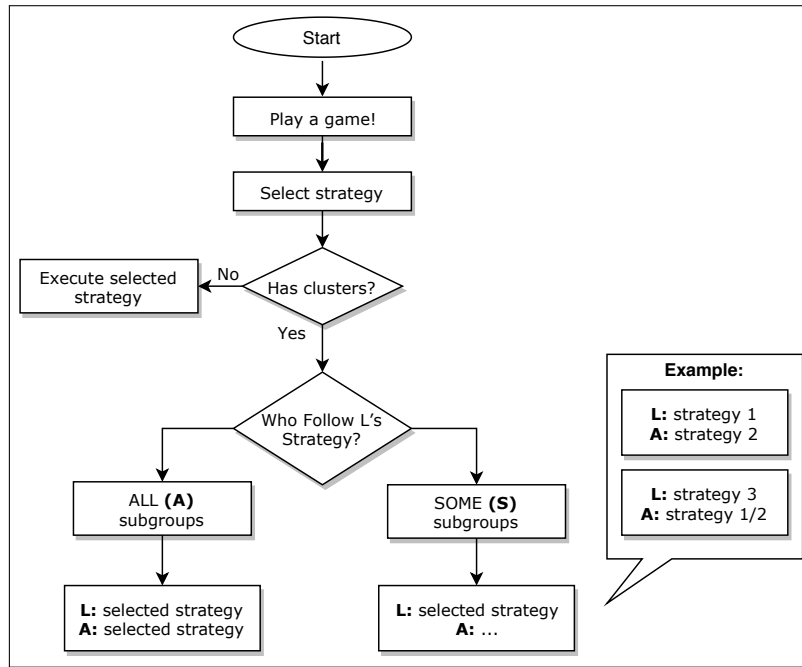 Start
Play a game!
Select strategy
Has clusters?
No
Execute selected
strategy
Yes
Who Follow L's
Strategy?
ALL (A)
subgroups
SOME (S)
subgroups
L: selected strategy
A: selected strategy
L: selected strategy
A: ...
Example:
L: strategy 1
A: strategy 2
L: strategy 3
A: strategy 1/2